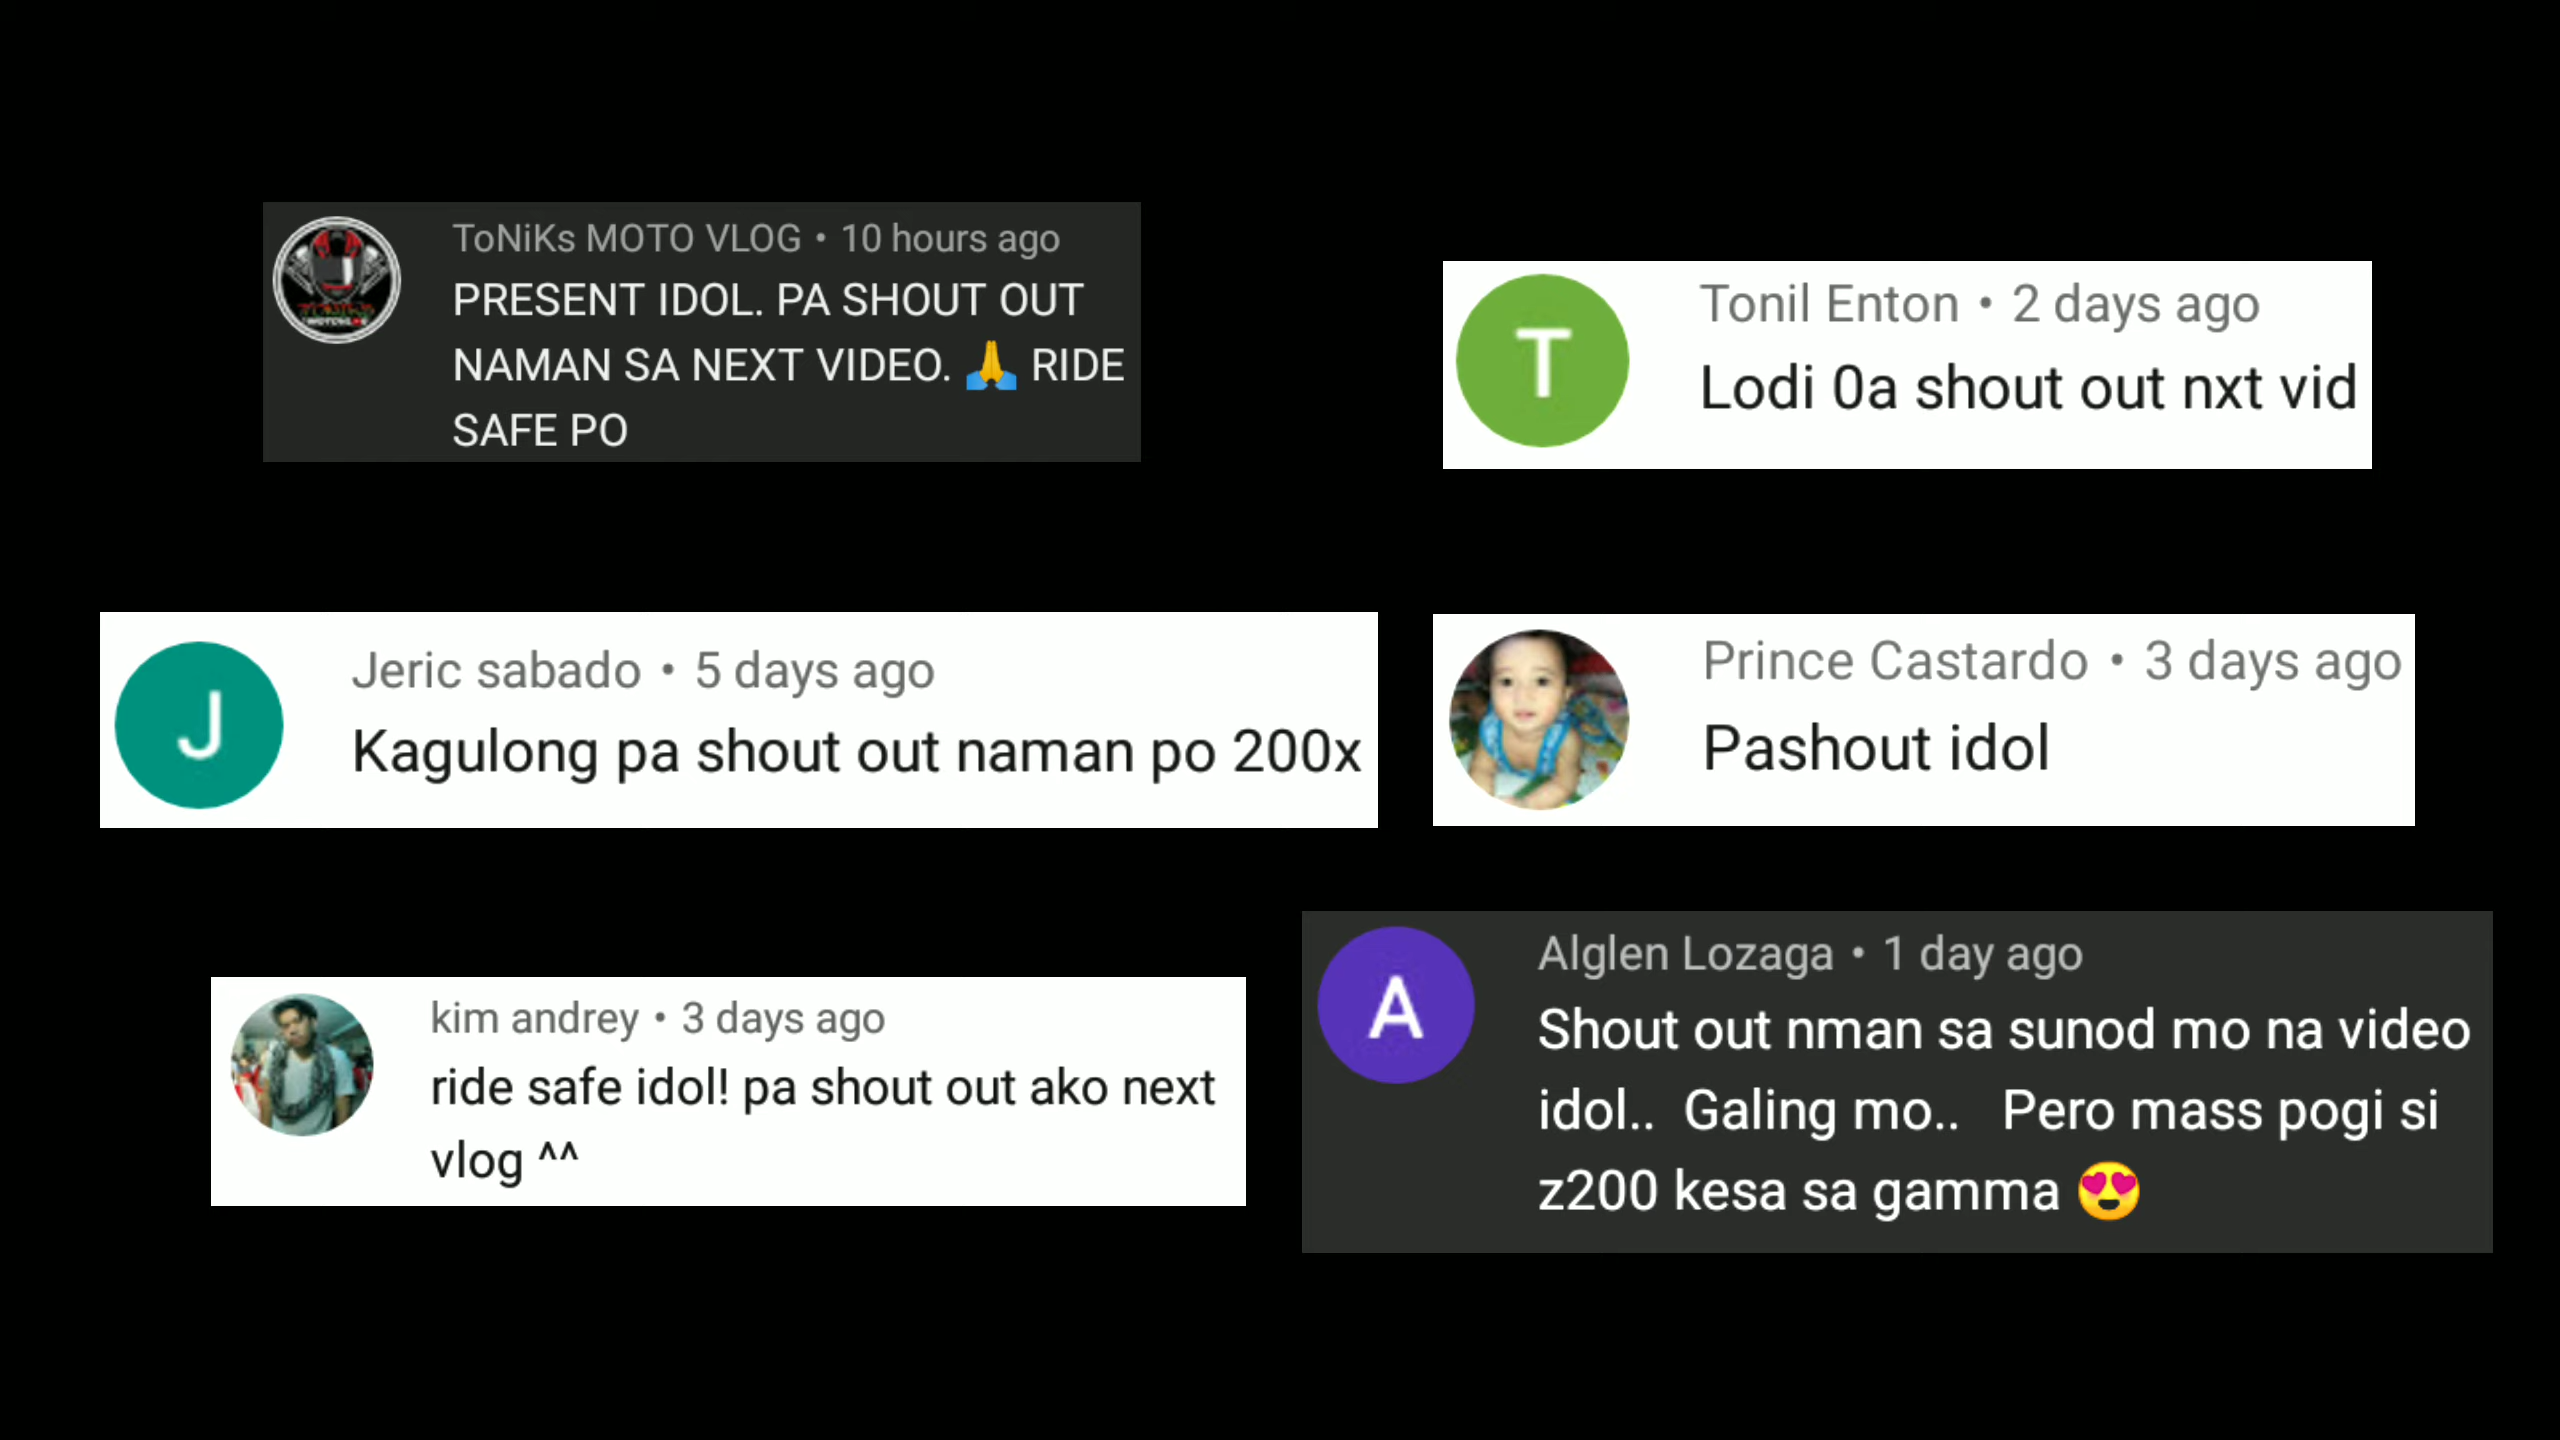 ToNiKs MOTO VLOG • 10 hours ago
PRESENT IDOL. PA SHOUT OUT
NAMAN SA NEXT VIDEO. 🙏 RIDE
SAFE PO
T
Tonil Enton • 2 days ago
Lodi 0a shout out nxt vid
J
Jeric sabado • 5 days ago
Kagulong pa shout out naman po 200x
Prince Castardo • 3 days ago
Pashout idol
kim andrey • 3 days ago
ride safe idol! pa shout out ako next
vlog ^^
A
Alglen Lozaga • 1 day ago
Shout out nman sa sunod mo na video
idol.. Galing mo.. Pero mass pogi si
z200 kesa sa gamma 😍